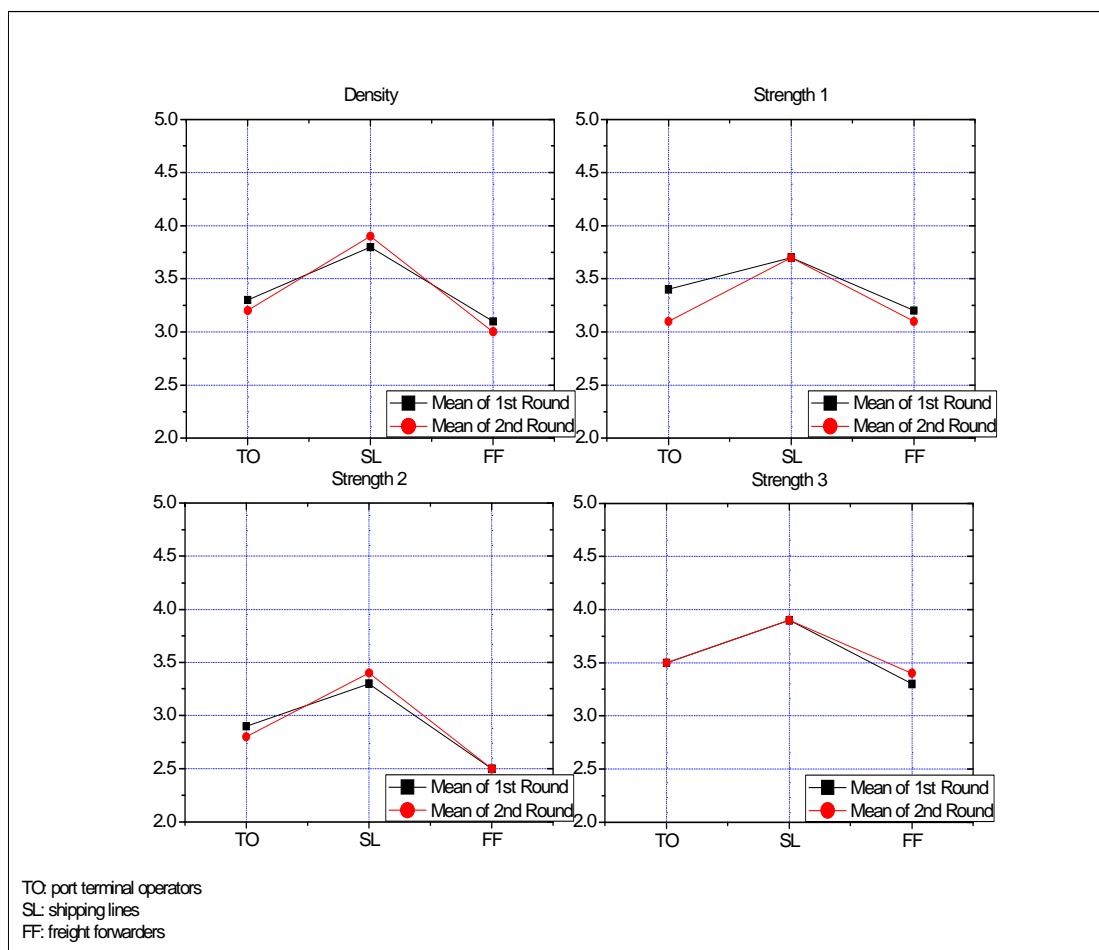 Density
5.0
4.5
4.0
3.5
3.0
2.5
2.0
Mean of 1st Round
Mean of 2nd Round
TO SL FF
Strength 1
5.0
4.5
4.0
3.5
3.0
2.5
2.0
Mean of 1st Round
Mean of 2nd Round
TO SL FF
Strength 2
5.0
4.5
4.0
3.5
3.0
2.5
2.0
Mean of 1st Round
Mean of 2nd Round
TO SL FF
Strength 3
5.0
4.5
4.0
3.5
3.0
2.5
2.0
Mean of 1st Round
Mean of 2nd Round
TO SL FF
TO: port terminal operators
SL: shipping lines
FF: freight forwarders